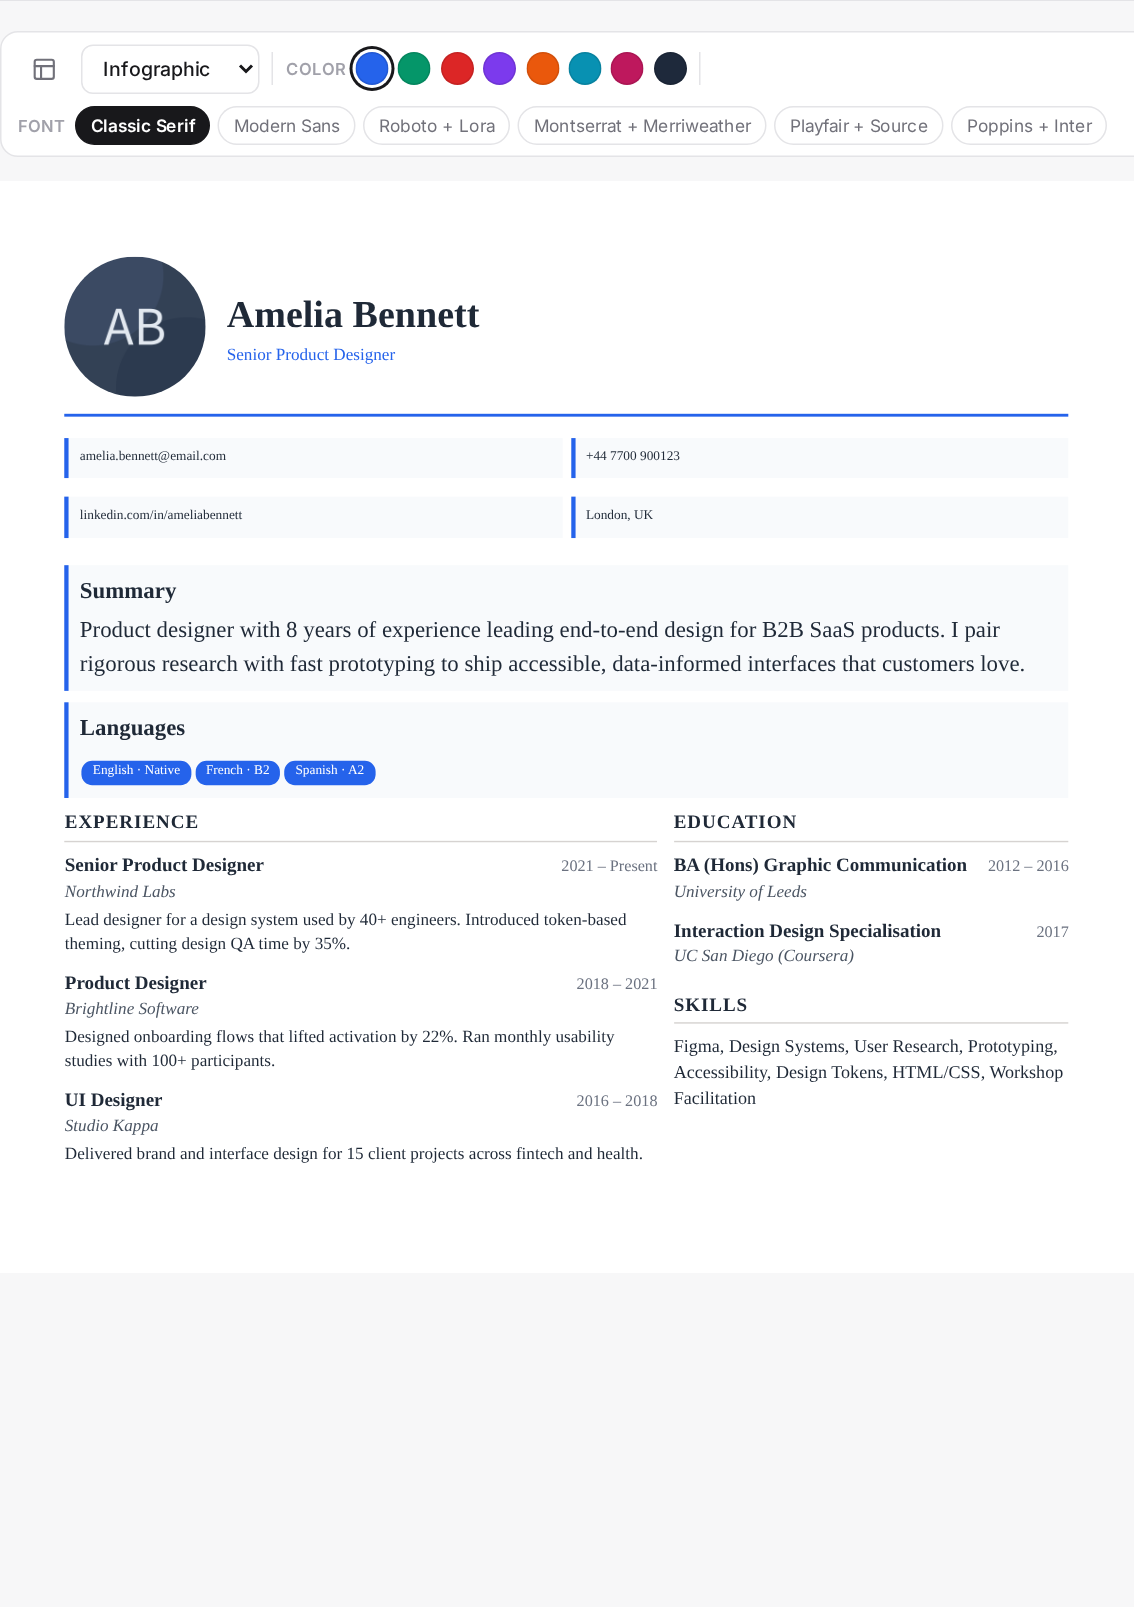 Infographic
COLOR
FONT Classic Serif Modern Sans Roboto + Lora Montserrat + Merriweather Playfair + Source Poppins + Inter
AB
Amelia Bennett
Senior Product Designer
amelia.bennett@email.com
+44 7700 900123
linkedin.com/in/ameliabennett
London, UK
Summary
Product designer with 8 years of experience leading end-to-end design for B2B SaaS products. I pair
rigorous research with fast prototyping to ship accessible, data-informed interfaces that customers love.
Languages
English · Native French · B2 Spanish · A2
EXPERIENCE
Senior Product Designer 2021 – Present
Northwind Labs
Lead designer for a design system used by 40+ engineers. Introduced token-based
theming, cutting design QA time by 35%.
Product Designer 2018 – 2021
Brightline Software
Designed onboarding flows that lifted activation by 22%. Ran monthly usability
studies with 100+ participants.
UI Designer 2016 – 2018
Studio Kappa
Delivered brand and interface design for 15 client projects across fintech and health.
EDUCATION
BA (Hons) Graphic Communication 2012 – 2016
University of Leeds
Interaction Design Specialisation 2017
UC San Diego (Coursera)
SKILLS
Figma, Design Systems, User Research, Prototyping,
Accessibility, Design Tokens, HTML/CSS, Workshop
Facilitation